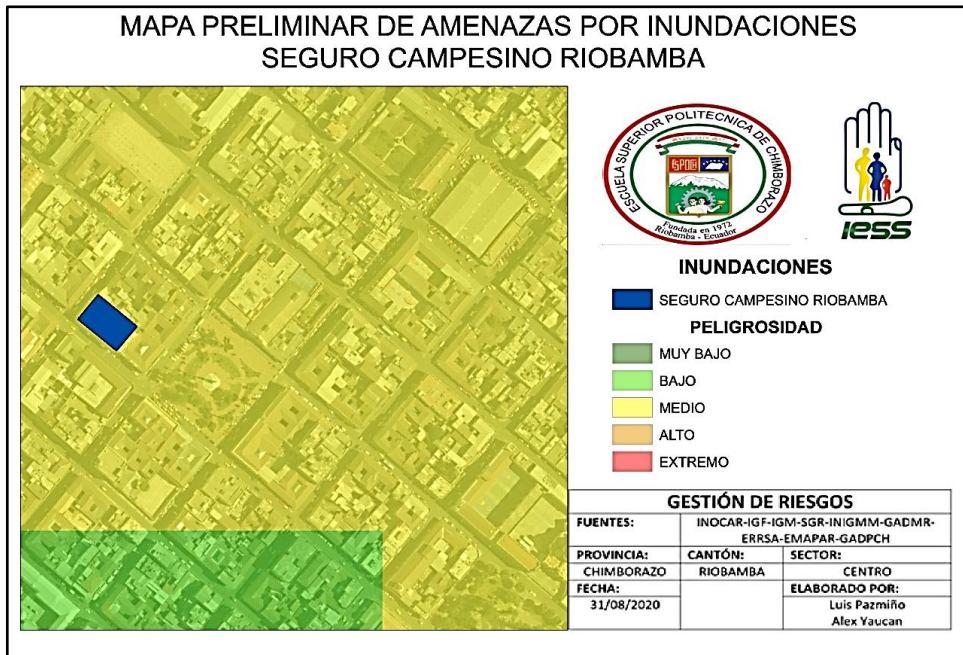 MAPA PRELIMINAR DE AMENAZAS POR INUNDACIONES
SEGURO CAMPESINO RIOBAMBA
ESCUELA SUPERIOR POLITECNICA DE CHIMBORAZO
ESPOCH
Fundada en 1972
Riobamba - Ecuador
IESS
INUNDACIONES
SEGURO CAMPESINO RIOBAMBA
PELIGROSIDAD
MUY BAJO
BAJO
MEDIO
ALTO
EXTREMO
GESTIÓN DE RIESGOS
FUENTES: INOCAR-IGF-IGM-SGR-INIGMM-GADMR-
ERRSA-EMAPAR-GADPCH
PROVINCIA: CANTÓN: SECTOR:
CHIMBORAZO RIOBAMBA CENTRO
FECHA: ELABORADO POR:
31/08/2020 Luis Pazmiño
Alex Yaucan